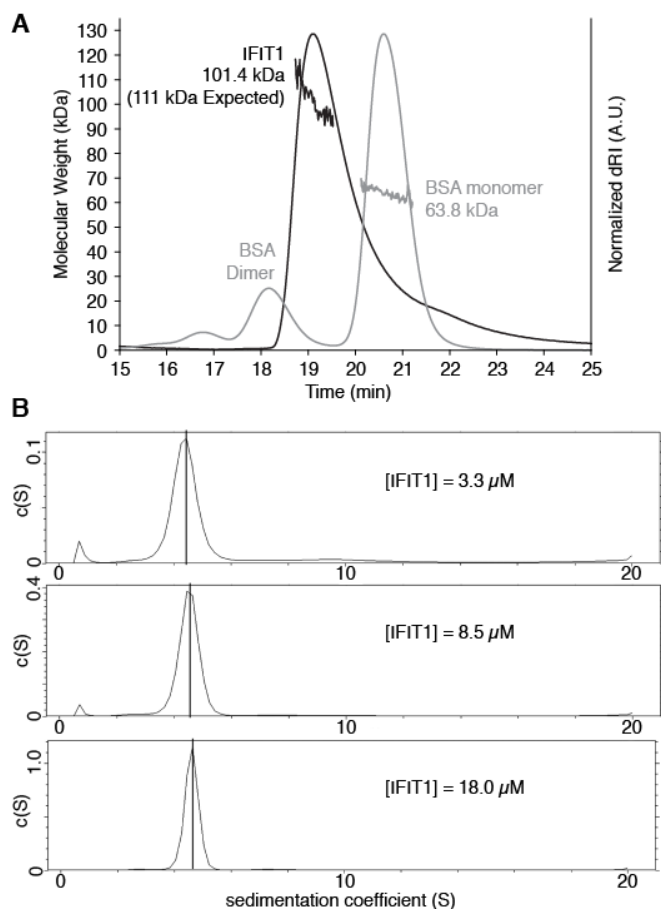 A
IFIT1
101.4 kDa
(111 kDa Expected)
BSA monomer
63.8 kDa
BSA
Dimer
Molecular Weight (kDa)
Normalized dRI (A.U.)
130
120
110
100
90
80
70
60
50
40
30
20
10
0
15 16 17 18 19 20 21 22 23 24 25
Time (min)
B
c(S)
0.1
0
[IFIT1] = 3.3 µM
0 10 20
c(S)
0.4
0
[IFIT1] = 8.5 µM
0 10 20
c(S)
1.0
0
[IFIT1] = 18.0 µM
0 10 20
sedimentation coefficient (S)